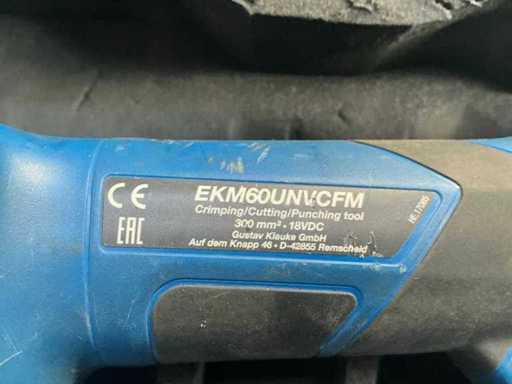 CE
EAC
EKM60UNVCFM
Crimping/Cutting/Punching tool
300 mm² · 18VDC
Gustav Klauke GmbH
Auf dem Knapp 46 · D-42855 Remscheid